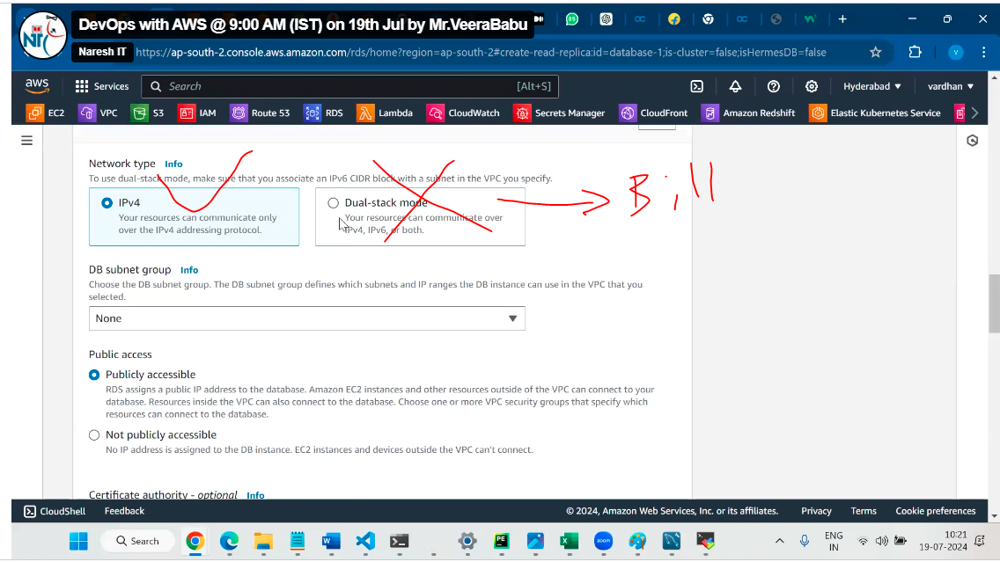 DevOps with AWS @ 9:00 AM (IST) on 19th Jul by Mr.VeeraBabu
Naresh IT
https://ap-south-2.console.aws.amazon.com/rds/home?region=ap-south-2#create-read-replica:id=database-1;is-cluster=false;isHermesDB=false
aws Services Search [Alt+S] Hyderabad vardhan
EC2 VPC S3 IAM Route 53 RDS Lambda CloudWatch Secrets Manager CloudFront Amazon Redshift Elastic Kubernetes Service
Network type Info
To use dual-stack mode, make sure that you associate an IPv6 CIDR block with a subnet in the VPC you specify.
IPv4
Your resources can communicate only
over the IPv4 addressing protocol.
Dual-stack mode
Your resources can communicate over
IPv4, IPv6, or both.
Bill
DB subnet group Info
Choose the DB subnet group. The DB subnet group defines which subnets and IP ranges the DB instance can use in the VPC that you
selected.
None
Public access
Publicly accessible
RDS assigns a public IP address to the database. Amazon EC2 instances and other resources outside of the VPC can connect to your
database. Resources inside the VPC can also connect to the database. Choose one or more VPC security groups that specify which
resources can connect to the database.
Not publicly accessible
No IP address is assigned to the DB instance. EC2 instances and devices outside the VPC can't connect.
Certificate authority - optional Info
CloudShell Feedback © 2024, Amazon Web Services, Inc. or its affiliates. Privacy Terms Cookie preferences
Search ENG IN 10:21 19-07-2024